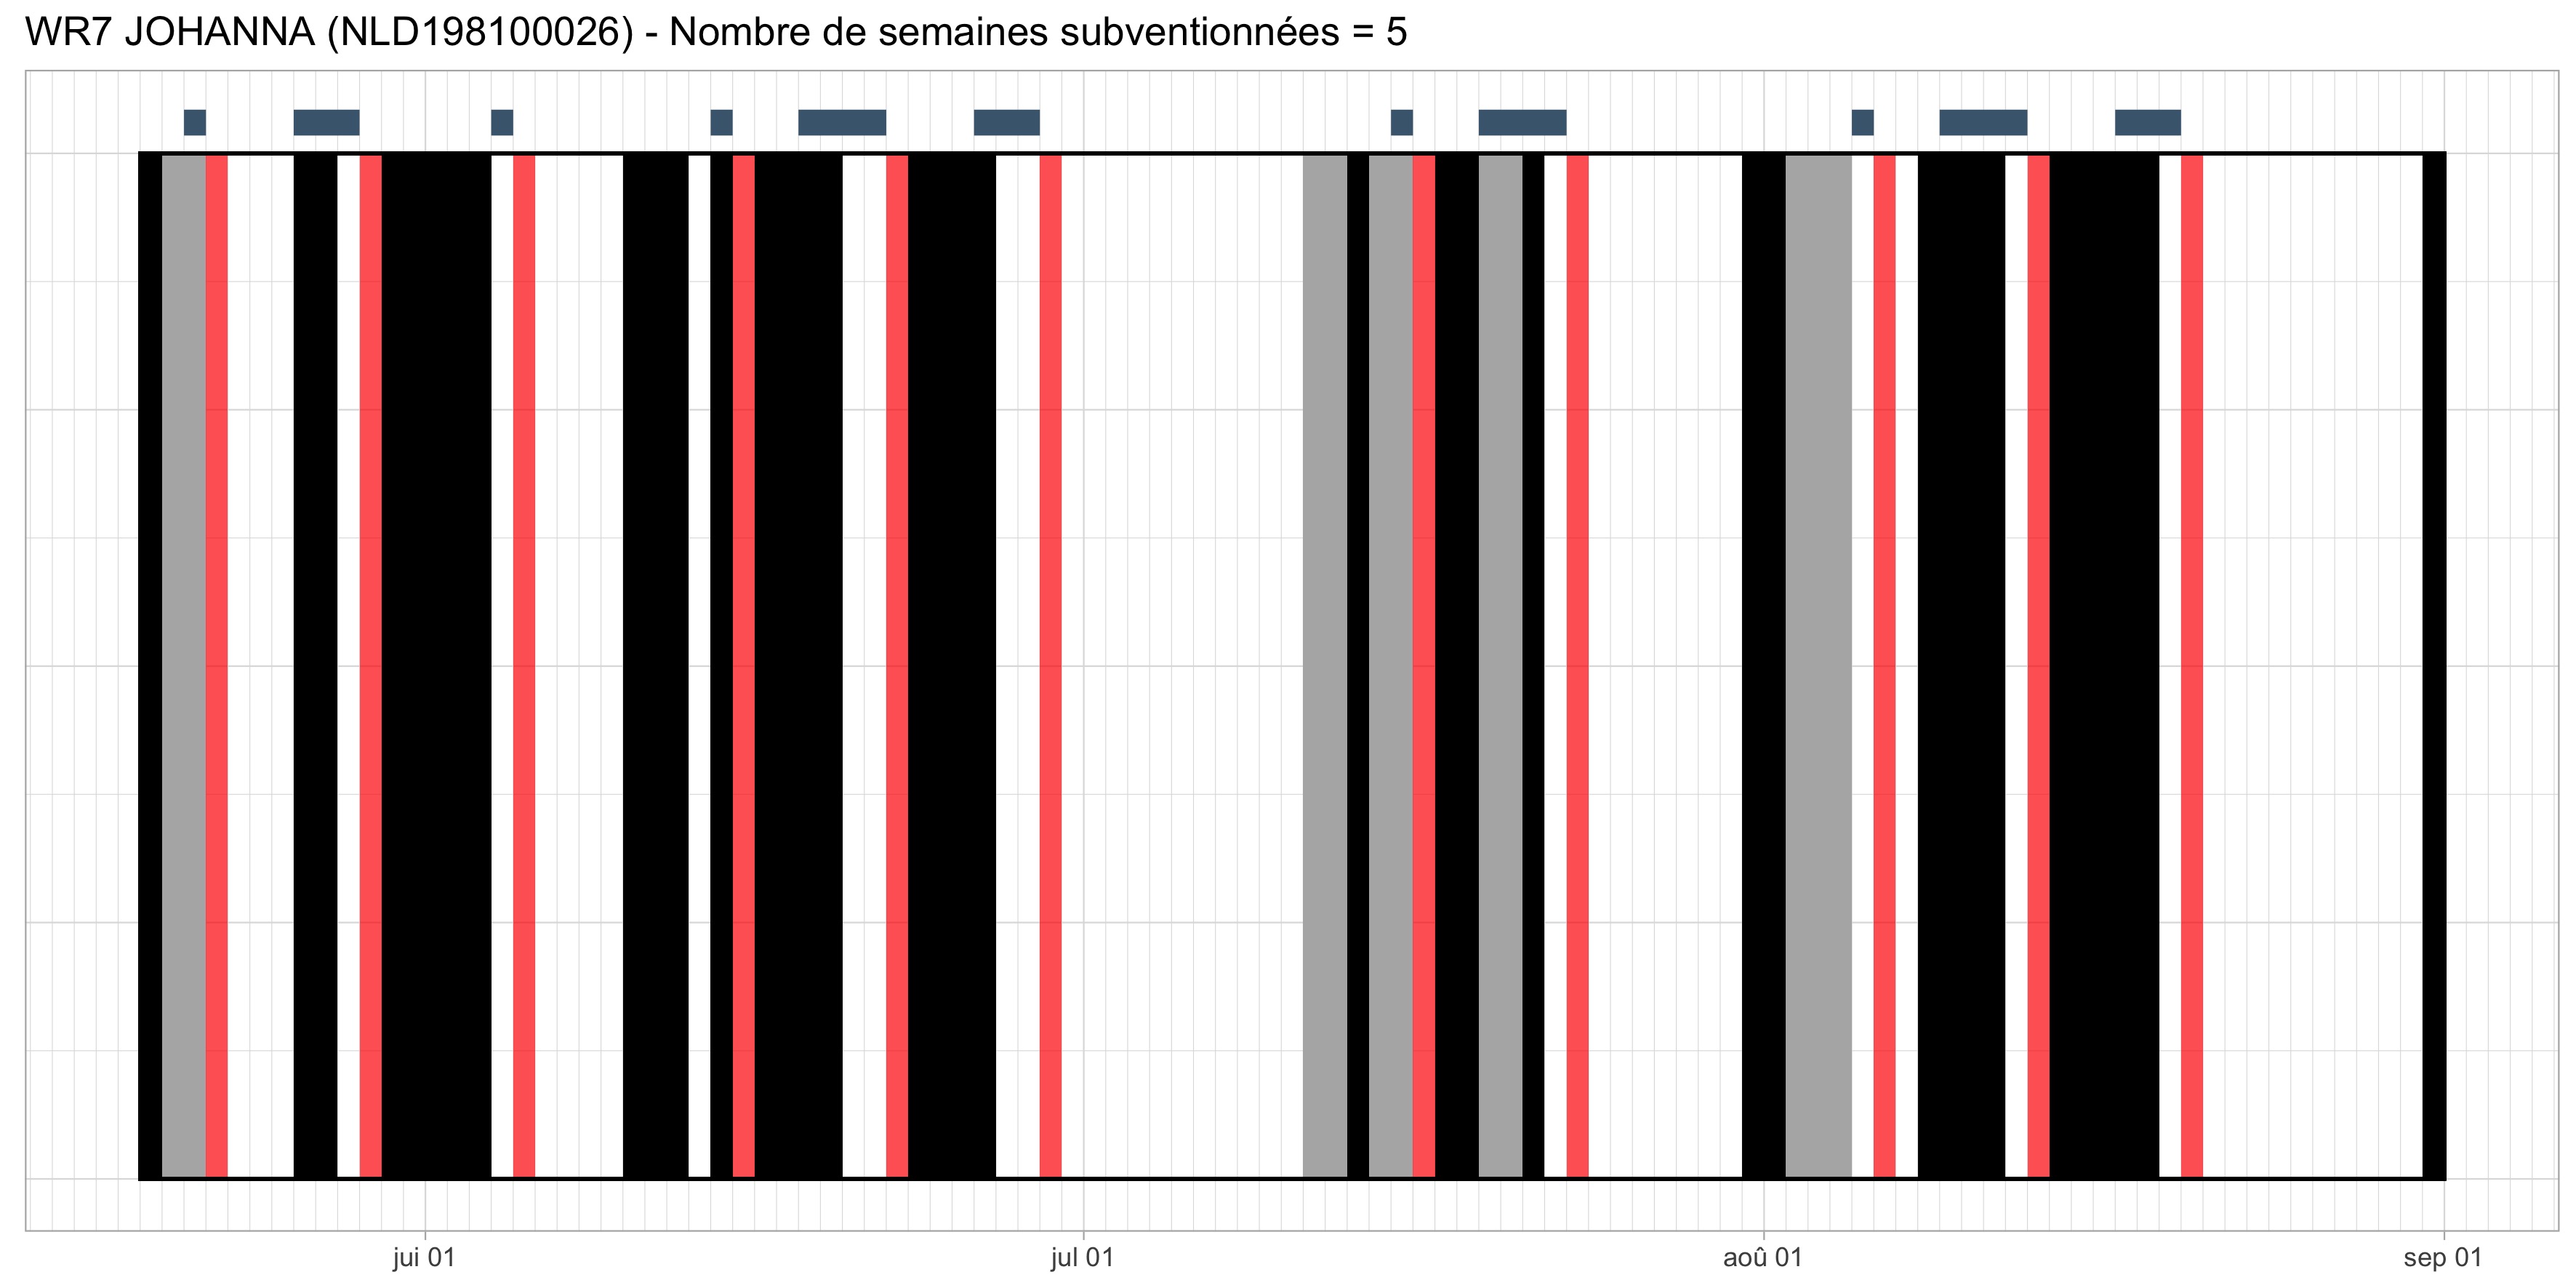 WR7 JOHANNA (NLD198100026) - Nombre de semaines subventionnées = 5
jui 01
jul 01
aoû 01
sep 01